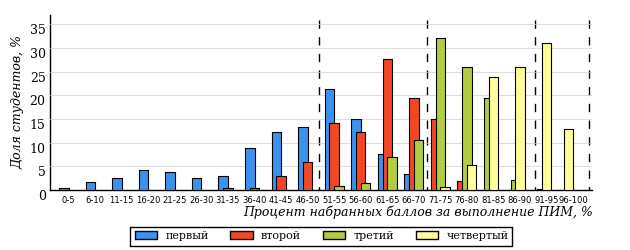 Доля студентов, %
35
30
25
20
15
10
5
0
0-5 6-10 11-15 16-20 21-25 26-30 31-35 36-40 41-45 46-50 51-55 56-60 61-65 66-70 71-75 76-80 81-85 86-90 91-95 96-100
Процент набранных баллов за выполнение ПИМ, %
первый второй третий четвертый